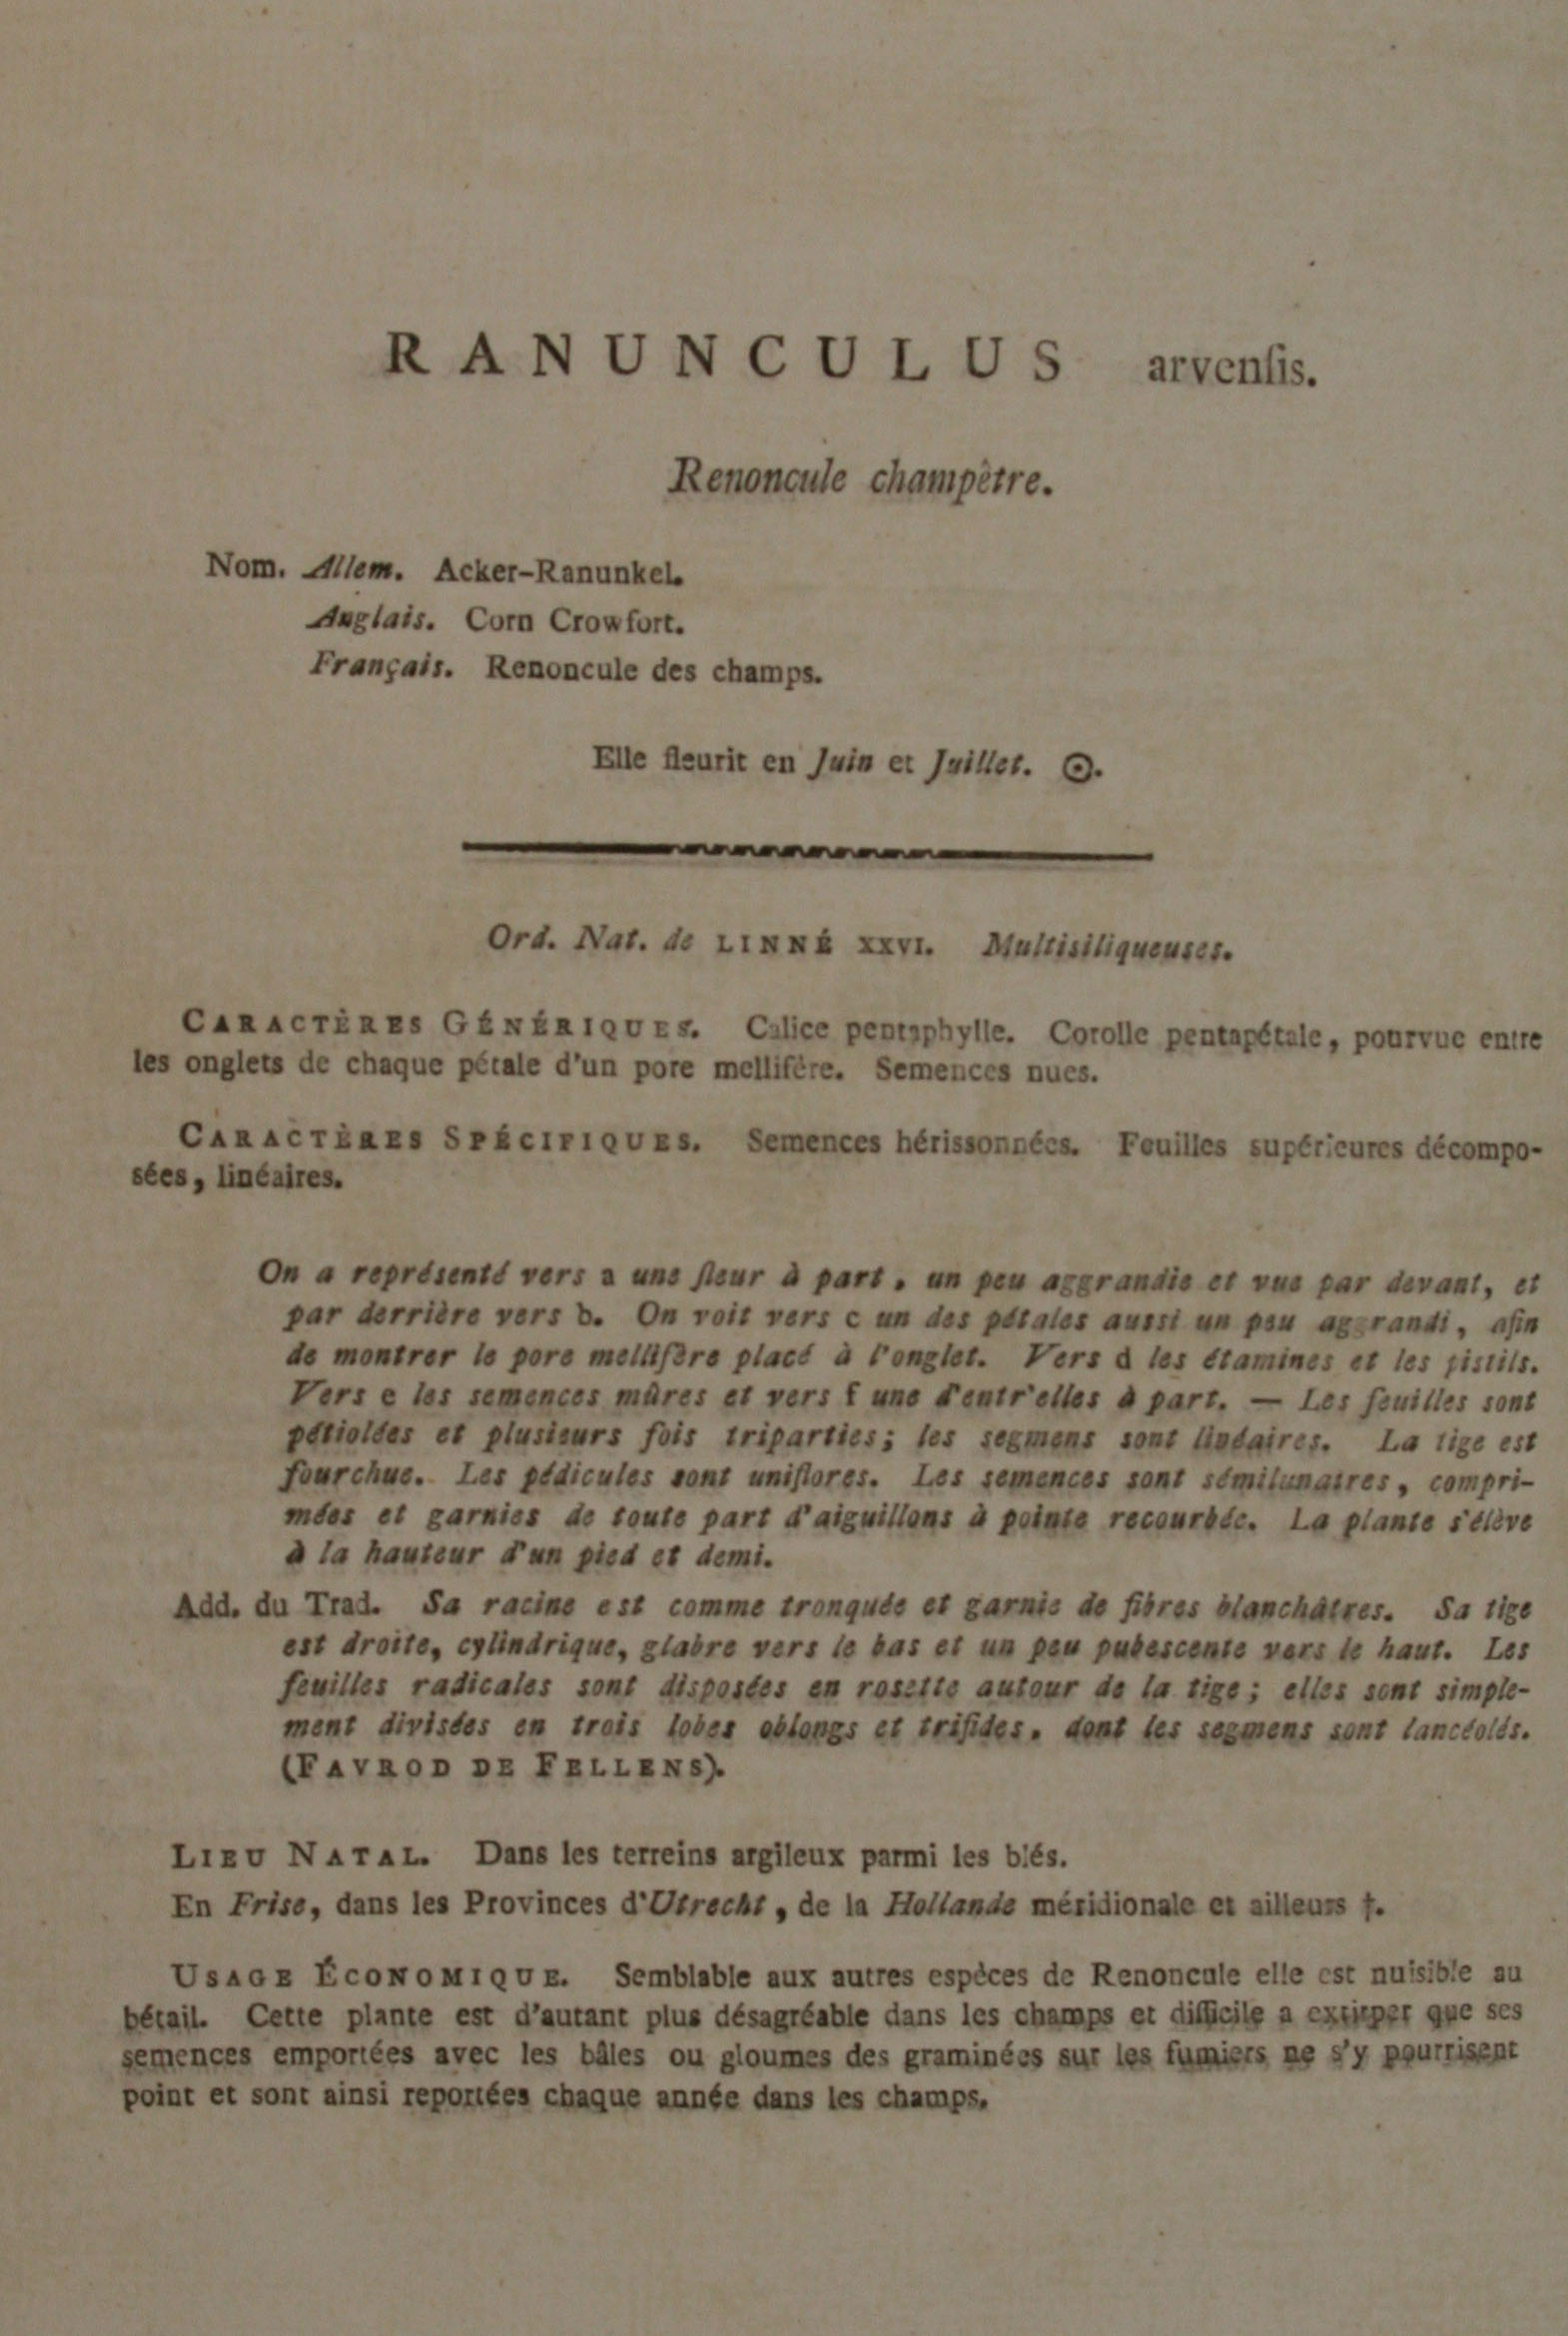 RANUNCULUS arvenſis.
Renoncule champètre.
Nom. Allem. Acker-Ranunkel.
Anglais. Corn Crowfort.
Français. Renoncule des champs.
Elle fleurit en Juin et Juillet. ☉.
Ord. Nat. de LINNÉ XXVI. Multisiliqueuses.
CARACTÈRES GÉNÉRIQUES. Calice pentaphylle. Corolle pentapétale, pourvue entre
les onglets de chaque pétale d'un pore mellifère. Semences nues.
CARACTÈRES SPÉCIFIQUES. Semences hérissonnées. Feuilles supérieures décompo-
sées, linéaires.
On a représenté vers a une fleur à part, un peu aggrandie et vue par devant, et
par derrière vers b. On voit vers c un des pétales aussi un peu aggrandi, afin
de montrer le pore mellifère placé à l'onglet. Vers d les étamines et les pistils.
Vers e les semences mûres et vers f une d'entr'elles à part. — Les feuilles sont
pétiolées et plusieurs fois triparties; les segmens sont linéaires. La tige est
fourchue. Les pédicules sont uniflores. Les semences sont sémilunaires, compri-
mées et garnies de toute part d'aiguillons à pointe recourbée. La plante s'élève
à la hauteur d'un pied et demi.
Add. du Trad. Sa racine est comme tronquée et garnie de fibres blanchâtres. Sa tige
est droite, cylindrique, glabre vers le bas et un peu pubescente vers le haut. Les
feuilles radicales sont disposées en rosette autour de la tige; elles sont simple-
ment divisées en trois lobes oblongs et trifides, dont les segmens sont lancéolés.
(FAVROD DE FELLENS).
LIEU NATAL. Dans les terreins argileux parmi les blés.
En Frise, dans les Provinces d'Utrecht, de la Hollande méridionale et ailleurs †.
USAGE ÉCONOMIQUE. Semblable aux autres espèces de Renoncule elle est nuisible au
bétail. Cette plante est d'autant plus désagréable dans les champs et difficile a extirper que ses
semences emportées avec les bâles ou gloumes des graminées sur les fumiers ne s'y pourrisent
point et sont ainsi reportées chaque année dans les champs.